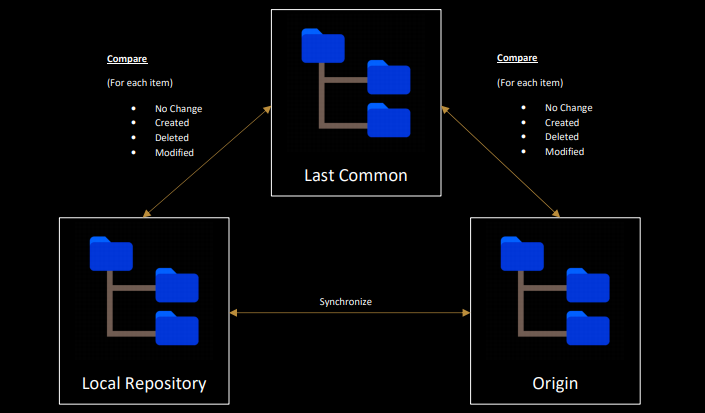 Compare
(For each item)
No Change
Created
Deleted
Modified
Last Common
Compare
(For each item)
No Change
Created
Deleted
Modified
Local Repository
Synchronize
Origin